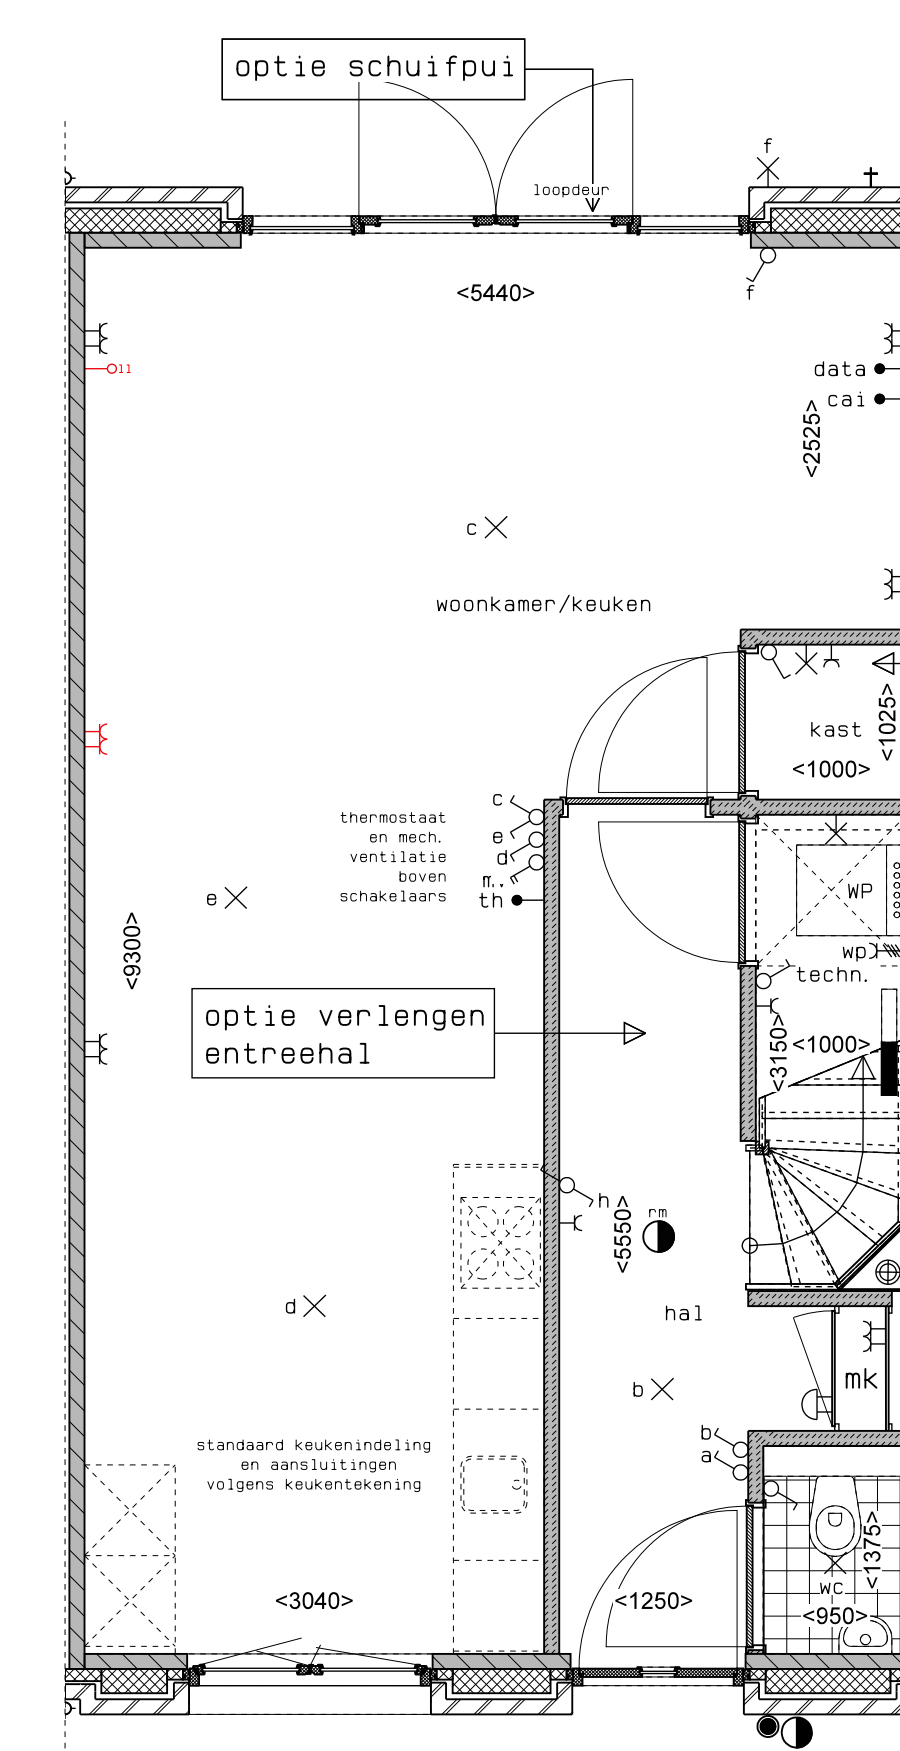 optie schuifpui
f
loopdeur
f
<5440>
11
data
cai
<2525>
c
woonkamer/keuken
kast
<1025>
<1000>
c
thermostaat
en mech.
ventilatie
boven
schakelaars
e
d
th
e
WP
wp
techn.
<9300>
optie verlengen
entreehal
<3150>
<1000>
h
<5550>
rm
d
hal
b
mk
standaard keukenindeling
en aansluitingen
volgens keukentekening
b
a
<3040>
<1250>
<1375>
wc
<950>